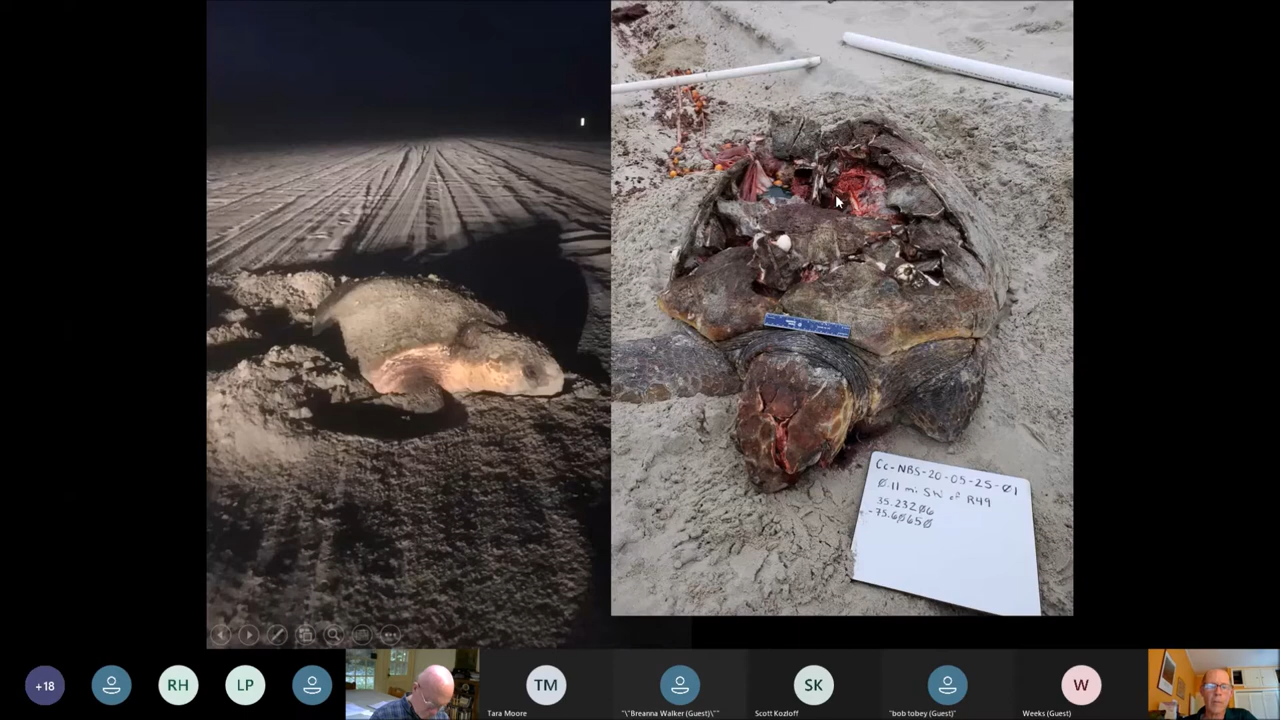 Cc-NBS-20-05-25-01
0.11 mi SW of R49
35.23206
-75.60650
+18
RH
LP
TM
SK
W
Tara Moore
"\"Breanna Walker (Guest)\""
Scott Kozloff
"bob tobey (Guest)"
Weeks (Guest)